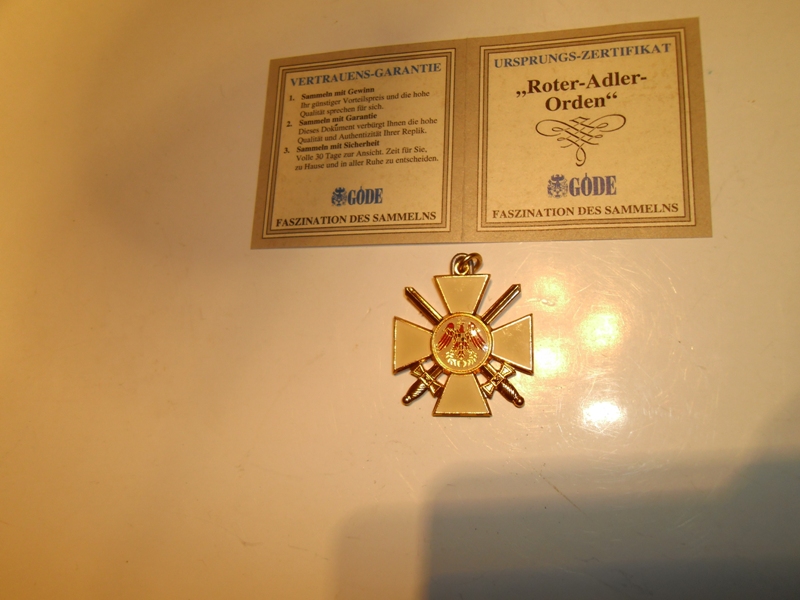 VERTRAUENS-GARANTIE
1. Sammeln mit Gewinn
Ihr günstiger Vorteilspreis und die hohe
Qualität sprechen für sich.
2. Sammeln mit Garantie
Dieses Dokument verbürgt Ihnen die hohe
Qualität und Authentizität Ihrer Replik.
3. Sammeln mit Sicherheit
Volle 30 Tage zur Ansicht. Zeit für Sie,
zu Hause und in aller Ruhe zu entscheiden.
GÖDE
FASZINATION DES SAMMELNS
URSPRUNGS-ZERTIFIKAT
„Roter-Adler-
Orden“
GÖDE
FASZINATION DES SAMMELNS